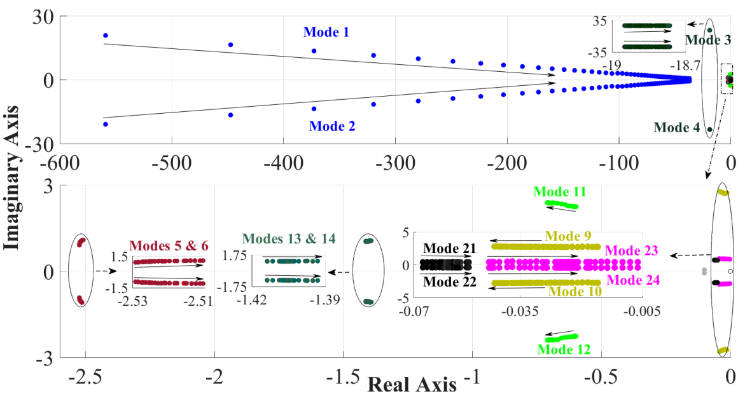 30
Mode 1
35
Mode 3
-35
-19
-18.7
0
Mode 2
Mode 4
-30
-600
-500
-400
-300
-200
-100
0
Imaginary Axis
3
Mode 11
Modes 5 & 6
Modes 13 & 14
Mode 9
5
Mode 21
Mode 23
1.5
1.75
0
0
-1.5
-1.75
Mode 22
Mode 24
Mode 10
-5
-2.53
-2.51
-1.42
-1.39
-0.07
-0.035
-0.005
Mode 12
-3
-2.5
-2
-1.5
-1
-0.5
0
Real Axis